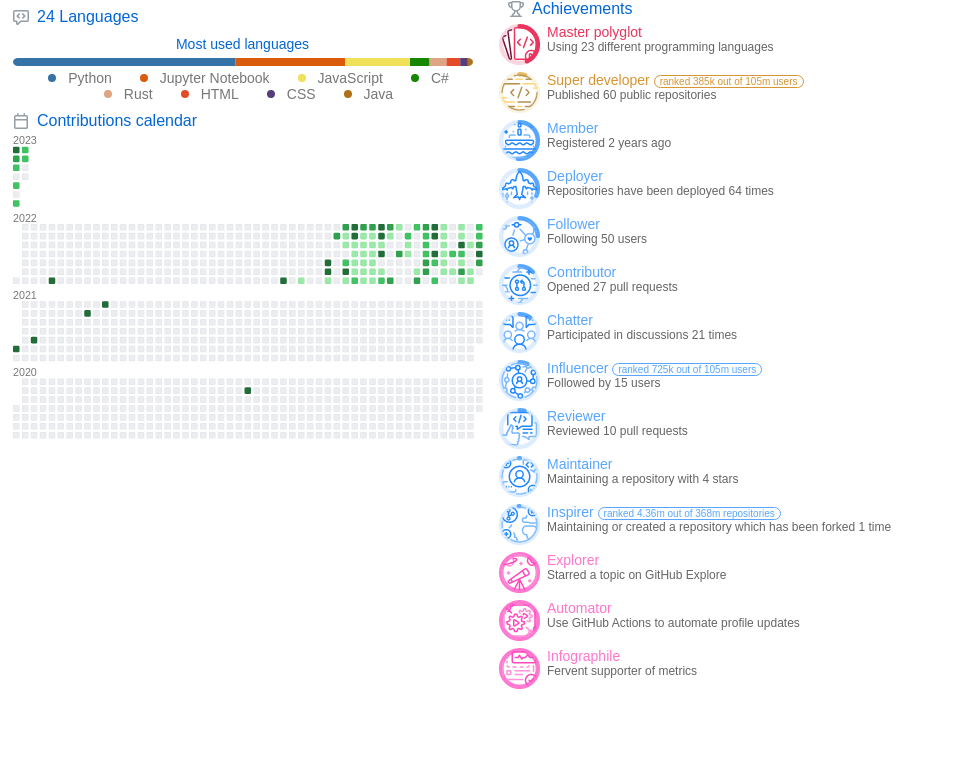 24 Languages
Most used languages
Python Jupyter Notebook JavaScript C#
Rust HTML CSS Java
Contributions calendar
2023
2022
2021
2020
Achievements
Master polyglot
Using 23 different programming languages
Super developer ranked 385k out of 105m users
Published 60 public repositories
Member
Registered 2 years ago
Deployer
Repositories have been deployed 64 times
Follower
Following 50 users
Contributor
Opened 27 pull requests
Chatter
Participated in discussions 21 times
Influencer ranked 725k out of 105m users
Followed by 15 users
Reviewer
Reviewed 10 pull requests
Maintainer
Maintaining a repository with 4 stars
Inspirer ranked 4.36m out of 368m repositories
Maintaining or created a repository which has been forked 1 time
Explorer
Starred a topic on GitHub Explore
Automator
Use GitHub Actions to automate profile updates
Infographile
Fervent supporter of metrics